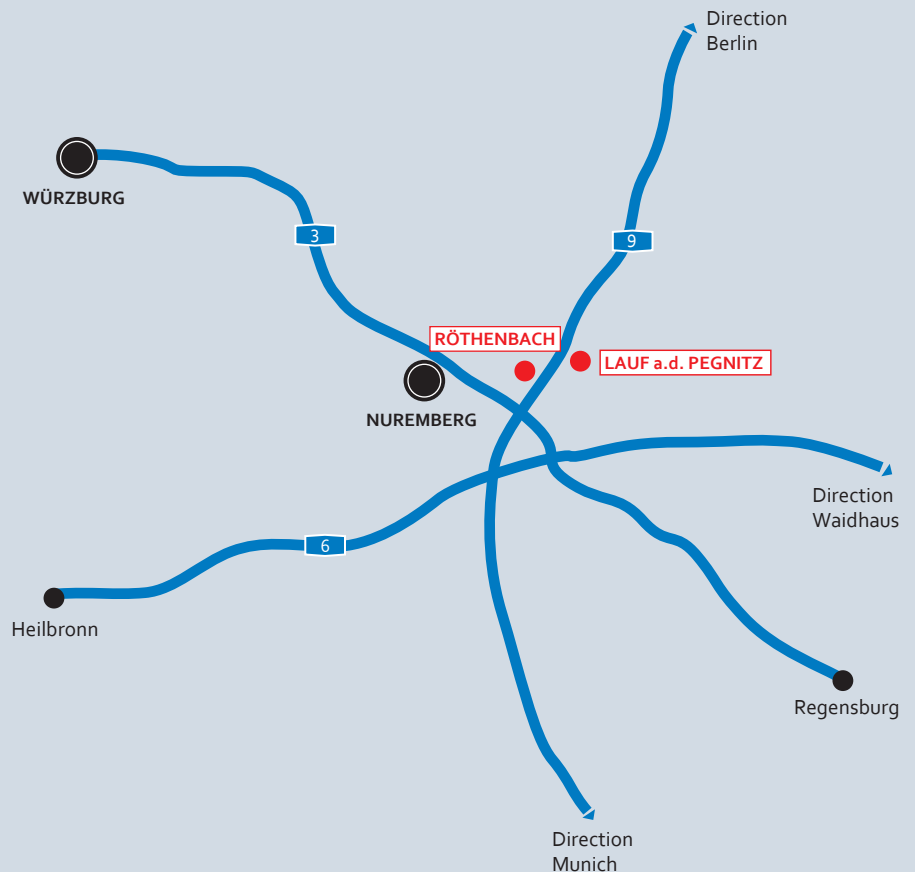 Direction
Berlin
WÜRZBURG
3
9
RÖTHENBACH
LAUF a.d. PEGNITZ
NUREMBERG
Direction
Waidhaus
6
Heilbronn
Regensburg
Direction
Munich